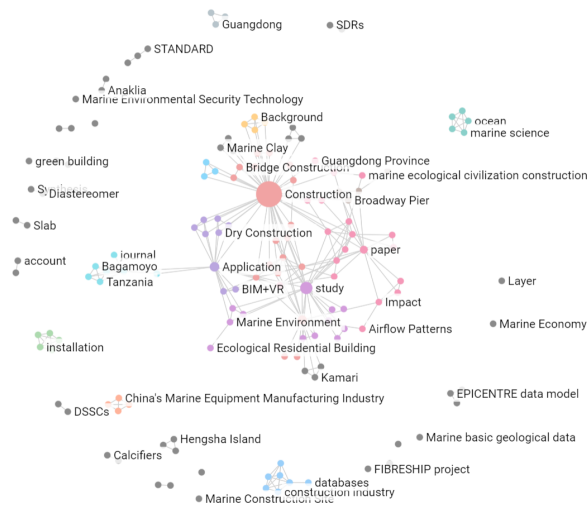 Guangdong
SDRs
STANDARD
Anaklia
Marine Environmental Security Technology
Background
ocean
marine science
Marine Clay
green building
Bridge Construction
Guangdong Province
marine ecological civilization construction
Diastereomer
Construction
Broadway Pier
Slab
Dry Construction
paper
journal
account
Bagamoyo
Application
Tanzania
BIM+VR
study
Layer
Impact
Marine Environment
Airflow Patterns
Marine Economy
installation
Ecological Residential Building
Kamari
China's Marine Equipment Manufacturing Industry
EPICENTRE data model
DSSCs
Hengsha Island
Marine basic geological data
Calcifiers
FIBRESHIP project
databases
construction industry
Marine Construction Site